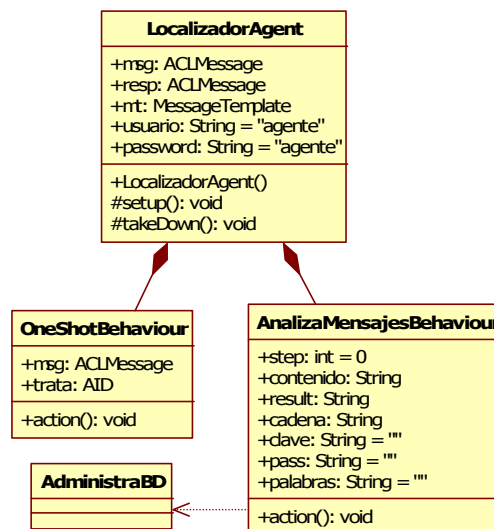 LocalizadorAgent
+msg: ACLMessage
+resp: ACLMessage
+mt: MessageTemplate
+usuario: String = "agente"
+password: String = "agente"
+LocalizadorAgent()
#setup(): void
#takeDown(): void
OneShotBehaviour
+msg: ACLMessage
+trata: AID
+action(): void
AnalizaMensajesBehaviour
+step: int = 0
+contenido: String
+result: String
+cadena: String
+clave: String = ""
+pass: String = ""
+palabras: String = ""
+action(): void
AdministraBD